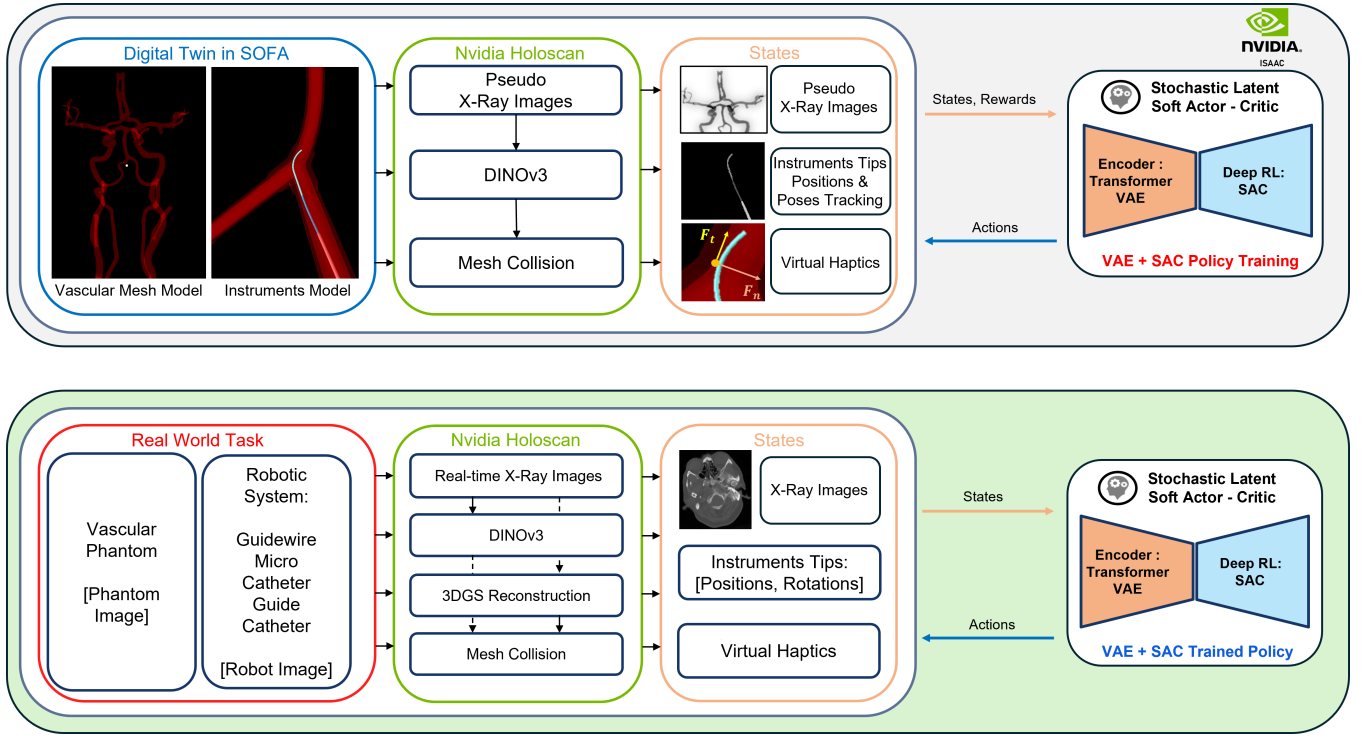 Digital Twin in SOFA
Vascular Mesh Model
Instruments Model
Nvidia Holoscan
Pseudo
X-Ray Images
DINOv3
Mesh Collision
States
Pseudo
X-Ray Images
Instruments Tips
Positions &
Poses Tracking
F_t
F_n
Virtual Haptics
States, Rewards
Actions
NVIDIA.
ISAAC
Stochastic Latent
Soft Actor - Critic
Encoder :
Transformer
VAE
Deep RL:
SAC
VAE + SAC Policy Training
Real World Task
Vascular
Phantom
[Phantom
Image]
Robotic
System:
Guidewire
Micro
Catheter
Guide
Catheter
[Robot Image]
Nvidia Holoscan
Real-time X-Ray Images
DINOv3
3DGS Reconstruction
Mesh Collision
States
X-Ray Images
Instruments Tips:
[Positions, Rotations]
Virtual Haptics
States
Actions
Stochastic Latent
Soft Actor - Critic
Encoder :
Transformer
VAE
Deep RL:
SAC
VAE + SAC Trained Policy